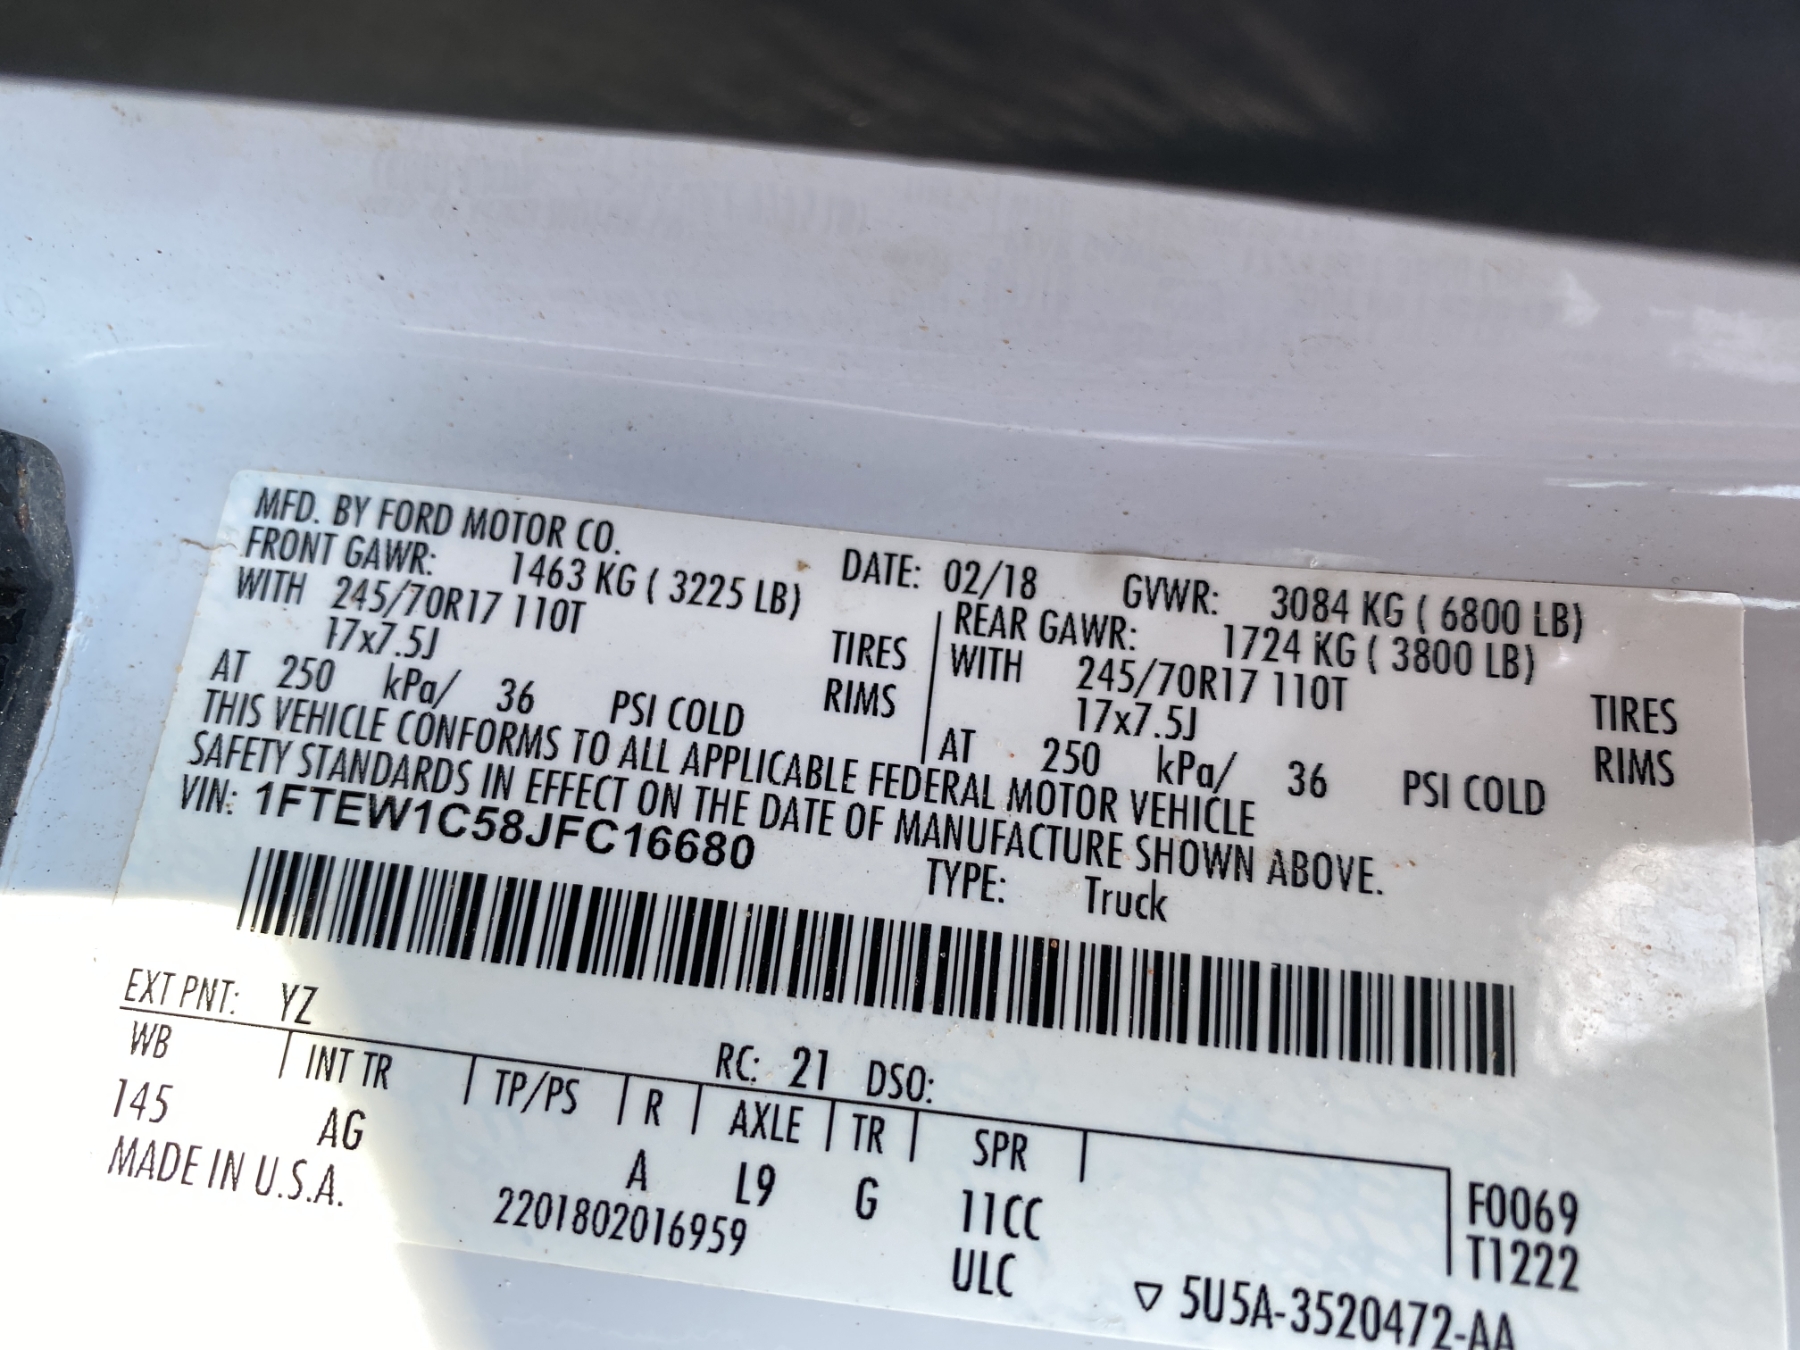 MFD. BY FORD MOTOR CO. DATE: 02/18 GVWR: 3084 KG ( 6800 LB)
FRONT GAWR: 1463 KG ( 3225 LB) REAR GAWR: 1724 KG ( 3800 LB)
WITH 245/70R17 110T TIRES WITH 245/70R17 110T TIRES
17x7.5J RIMS 17x7.5J RIMS
AT 250 kPa/ 36 PSI COLD AT 250 kPa/ 36 PSI COLD
THIS VEHICLE CONFORMS TO ALL APPLICABLE FEDERAL MOTOR VEHICLE
SAFETY STANDARDS IN EFFECT ON THE DATE OF MANUFACTURE SHOWN ABOVE.
VIN: 1FTEW1C58JFC16680 TYPE: Truck
EXT PNT: YZ RC: 21 DSO:
WB INT TR TP/PS R AXLE TR SPR F0069
145 AG A L9 G 11CC T1222
MADE IN U.S.A. 2201802016959 ULC ▽ 5U5A-3520472-AA